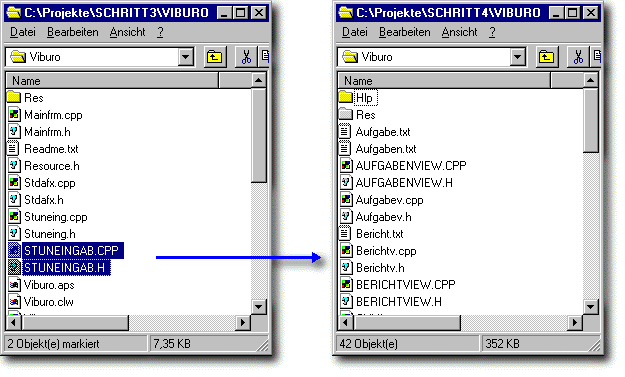 C:\Projekte\SCHRITT3\VIBURO
Datei Bearbeiten Ansicht ?
Viburo
Name
Res
Mainfrm.cpp
Mainfrm.h
Readme.txt
Resource.h
Stdafx.cpp
Stdafx.h
Stuneing.cpp
Stuneing.h
STUNEINGAB.CPP
STUNEINGAB.H
Viburo.aps
Viburo.clw
2 Objekt(e) markiert 7,35 KB
C:\Projekte\SCHRITT4\VIBURO
Datei Bearbeiten Ansicht ?
Viburo
Name
Hlp
Res
Aufgabe.txt
Aufgaben.txt
AUFGABENVIEW.CPP
AUFGABENVIEW.H
Aufgabev.cpp
Aufgabev.h
Bericht.txt
Berichtv.cpp
Berichtv.h
BERICHTVIEW.CPP
BERICHTVIEW.H
42 Objekt(e) 352 KB